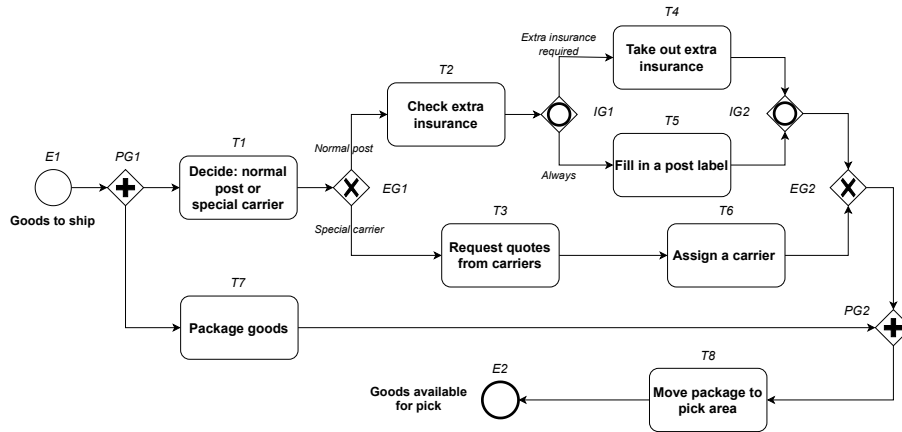 T4
Extra insurance
required
Take out extra
insurance
T2
Check extra
insurance
IG1
IG2
T5
Fill in a post label
Always
Normal post
T1
Decide: normal
post or
special carrier
E1
Goods to ship
PG1
EG1
EG2
Special carrier
T3
Request quotes
from carriers
T6
Assign a carrier
T7
Package goods
PG2
T8
Move package to
pick area
E2
Goods available
for pick